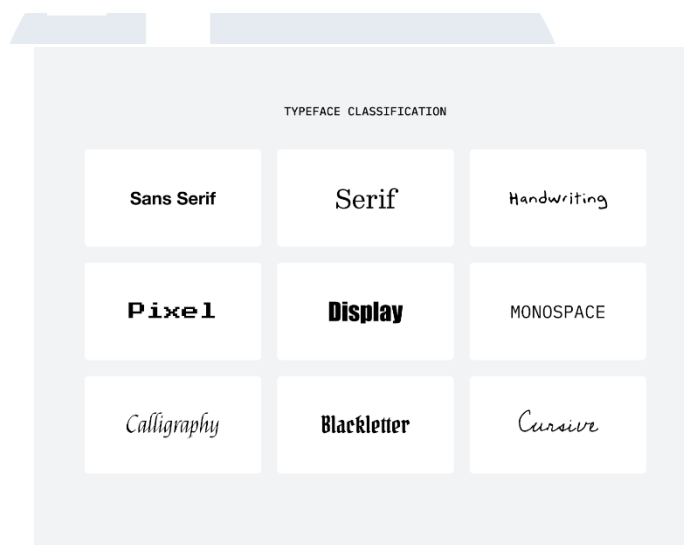 TYPEFACE CLASSIFICATION
Sans Serif
Serif
Handwriting
Pixel
Display
MONOSPACE
Calligraphy
Blackletter
Cursive